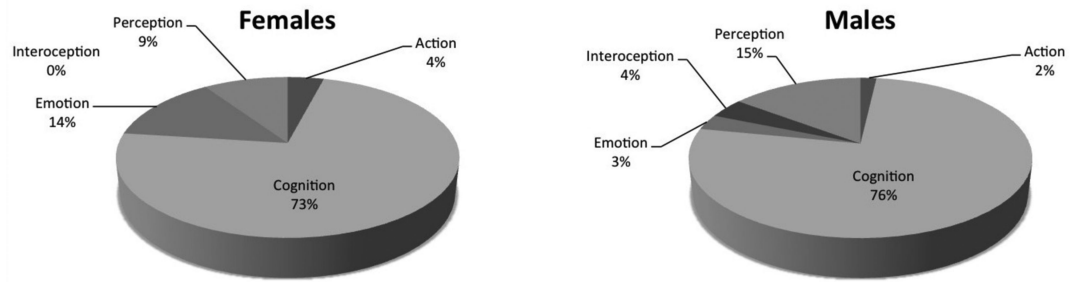 Females
Perception
9%
Action
4%
Interoception
0%
Emotion
14%
Cognition
73%
Males
Perception
15%
Action
2%
Interoception
4%
Emotion
3%
Cognition
76%